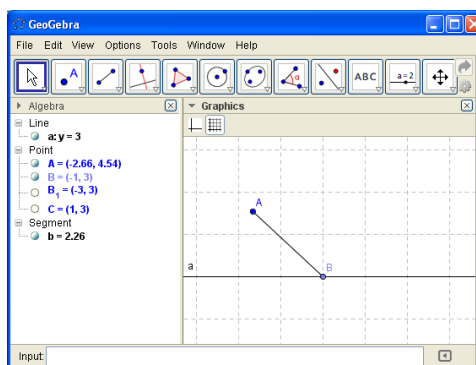 GeoGebra
File Edit View Options Tools Window Help
A
α
ABC
a=2
Algebra
Graphics
Line
a: y = 3
Point
A = (-2.66, 4.54)
B = (-1, 3)
B₁ = (-3, 3)
C = (1, 3)
Segment
b = 2.26
A
a
B
Input: